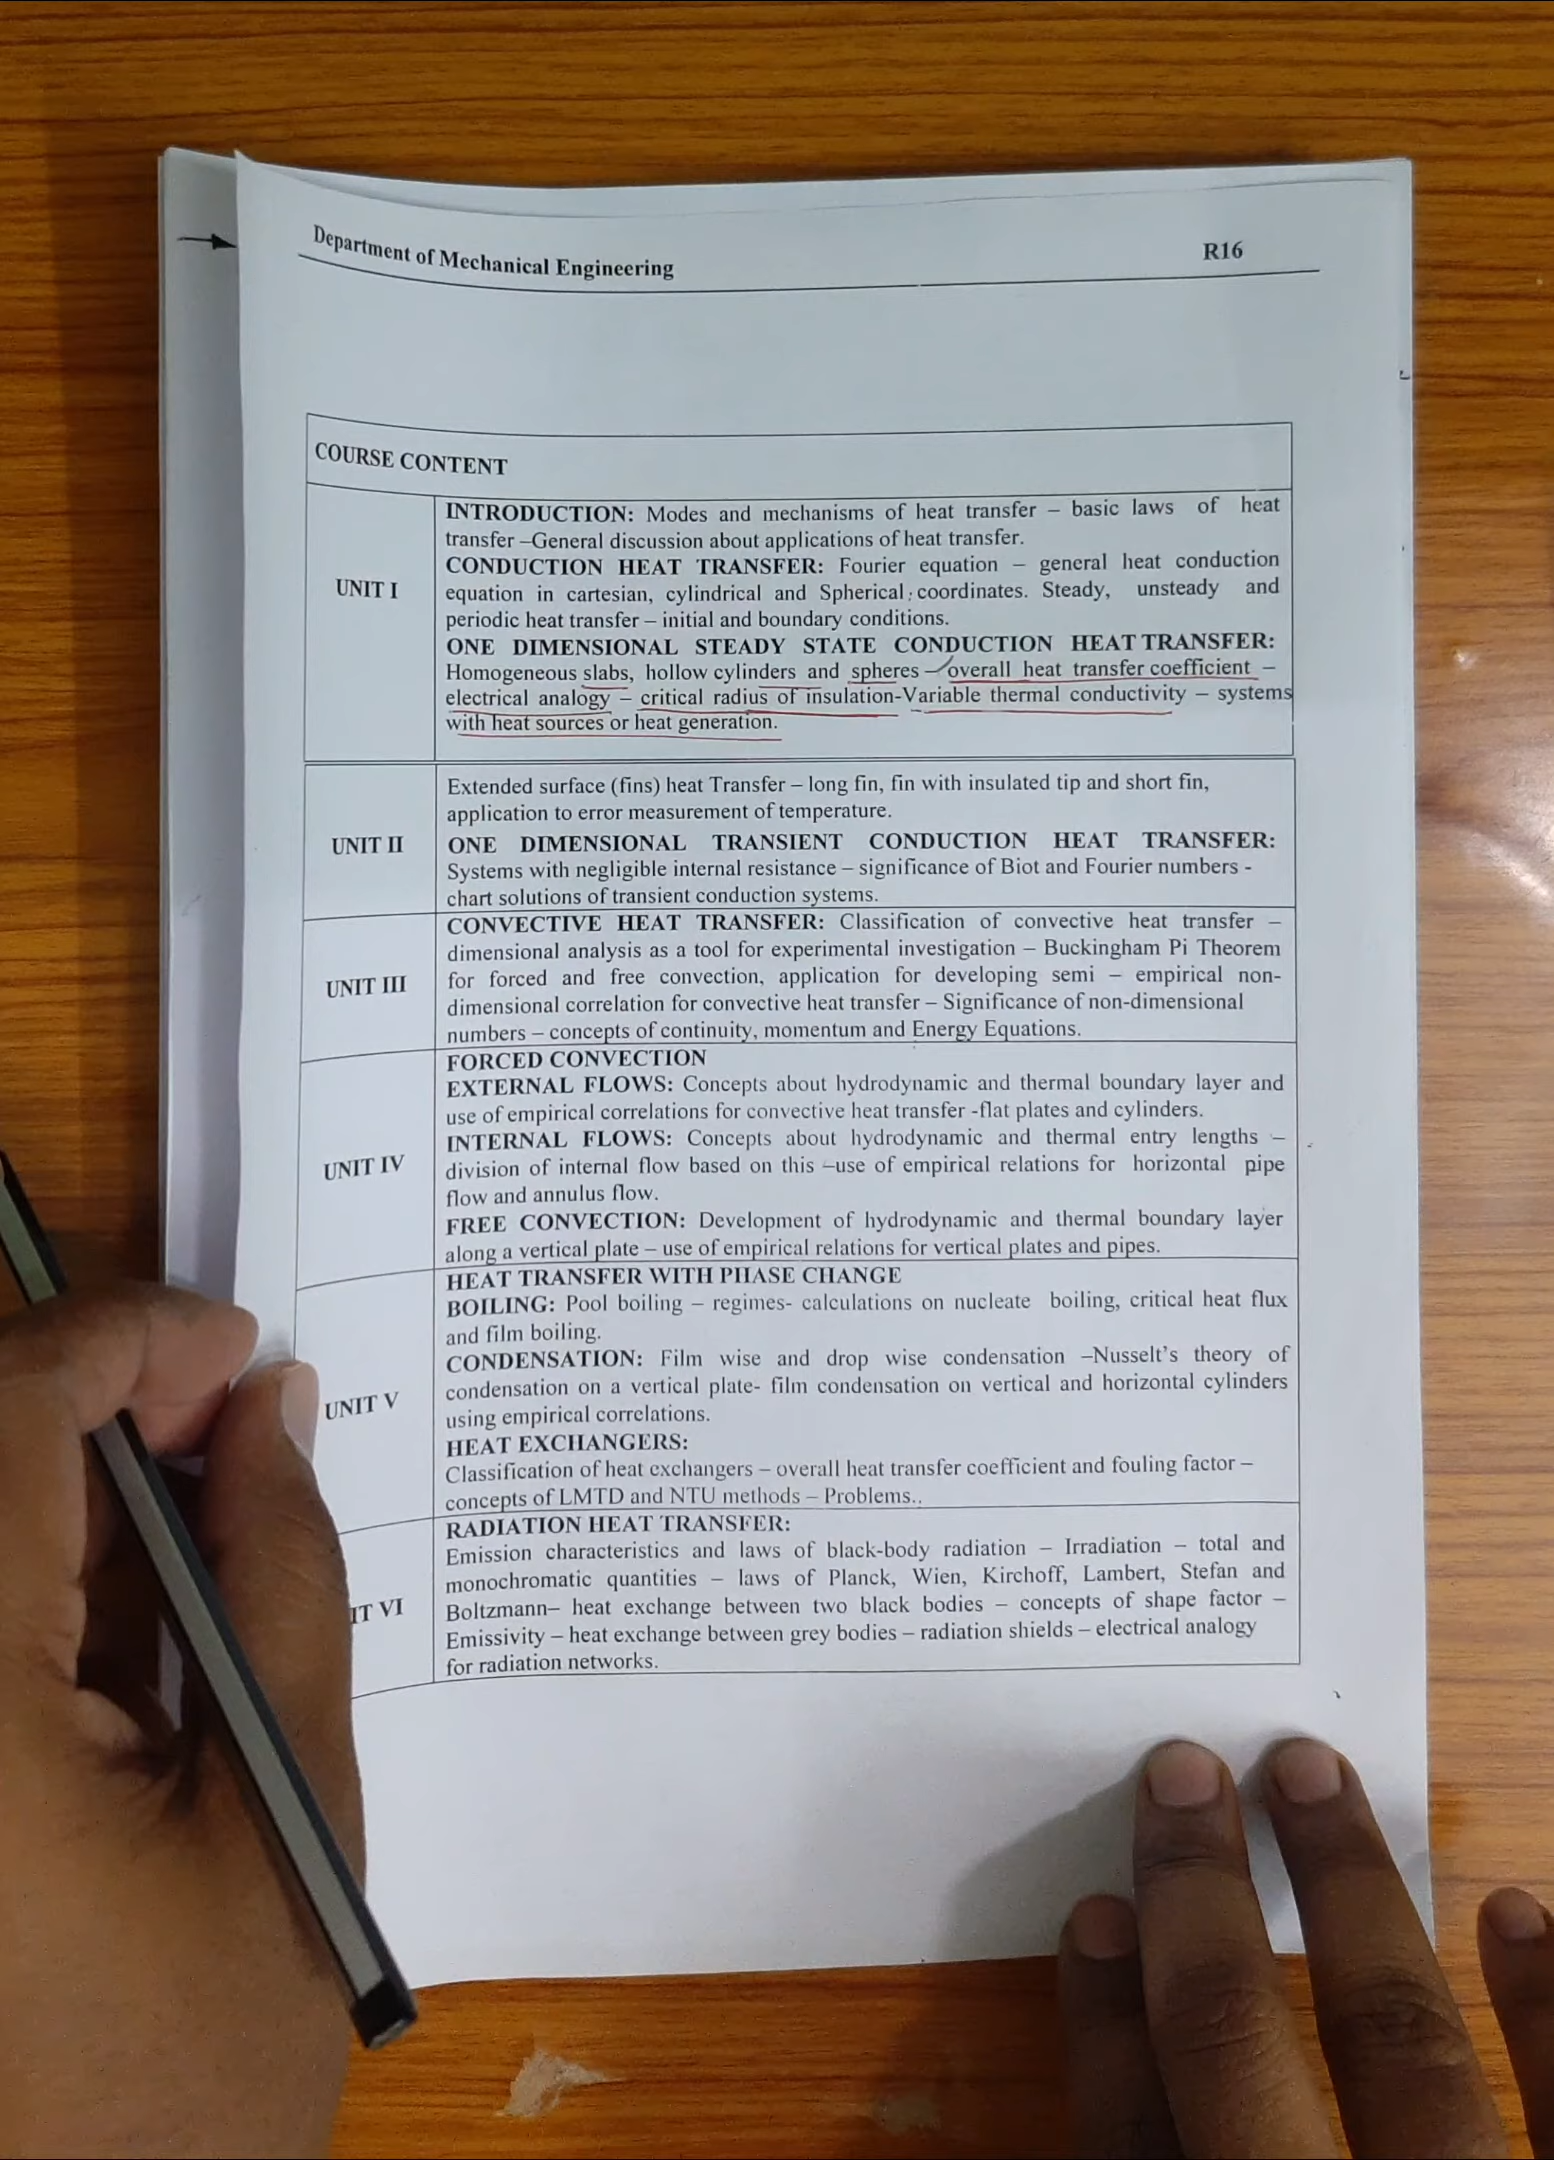 Department of Mechanical Engineering R16
COURSE CONTENT
UNIT I
INTRODUCTION: Modes and mechanisms of heat transfer – basic laws of heat
transfer –General discussion about applications of heat transfer.
CONDUCTION HEAT TRANSFER: Fourier equation – general heat conduction
equation in cartesian, cylindrical and Spherical coordinates. Steady, unsteady and
periodic heat transfer – initial and boundary conditions.
ONE DIMENSIONAL STEADY STATE CONDUCTION HEAT TRANSFER:
Homogeneous slabs, hollow cylinders and spheres – overall heat transfer coefficient –
electrical analogy – critical radius of insulation-Variable thermal conductivity – systems
with heat sources or heat generation.
UNIT II
Extended surface (fins) heat Transfer – long fin, fin with insulated tip and short fin,
application to error measurement of temperature.
ONE DIMENSIONAL TRANSIENT CONDUCTION HEAT TRANSFER:
Systems with negligible internal resistance – significance of Biot and Fourier numbers -
chart solutions of transient conduction systems.
UNIT III
CONVECTIVE HEAT TRANSFER: Classification of convective heat transfer –
dimensional analysis as a tool for experimental investigation – Buckingham Pi Theorem
for forced and free convection, application for developing semi – empirical non-
dimensional correlation for convective heat transfer – Significance of non-dimensional
numbers – concepts of continuity, momentum and Energy Equations.
UNIT IV
FORCED CONVECTION
EXTERNAL FLOWS: Concepts about hydrodynamic and thermal boundary layer and
use of empirical correlations for convective heat transfer -flat plates and cylinders.
INTERNAL FLOWS: Concepts about hydrodynamic and thermal entry lengths –
division of internal flow based on this –use of empirical relations for horizontal pipe
flow and annulus flow.
FREE CONVECTION: Development of hydrodynamic and thermal boundary layer
along a vertical plate – use of empirical relations for vertical plates and pipes.
UNIT V
HEAT TRANSFER WITH PHASE CHANGE
BOILING: Pool boiling – regimes- calculations on nucleate boiling, critical heat flux
and film boiling.
CONDENSATION: Film wise and drop wise condensation –Nusselt's theory of
condensation on a vertical plate- film condensation on vertical and horizontal cylinders
using empirical correlations.
HEAT EXCHANGERS:
Classification of heat exchangers – overall heat transfer coefficient and fouling factor –
concepts of LMTD and NTU methods – Problems..
IT VI
RADIATION HEAT TRANSFER:
Emission characteristics and laws of black-body radiation – Irradiation – total and
monochromatic quantities – laws of Planck, Wien, Kirchoff, Lambert, Stefan and
Boltzmann– heat exchange between two black bodies – concepts of shape factor –
Emissivity – heat exchange between grey bodies – radiation shields – electrical analogy
for radiation networks.